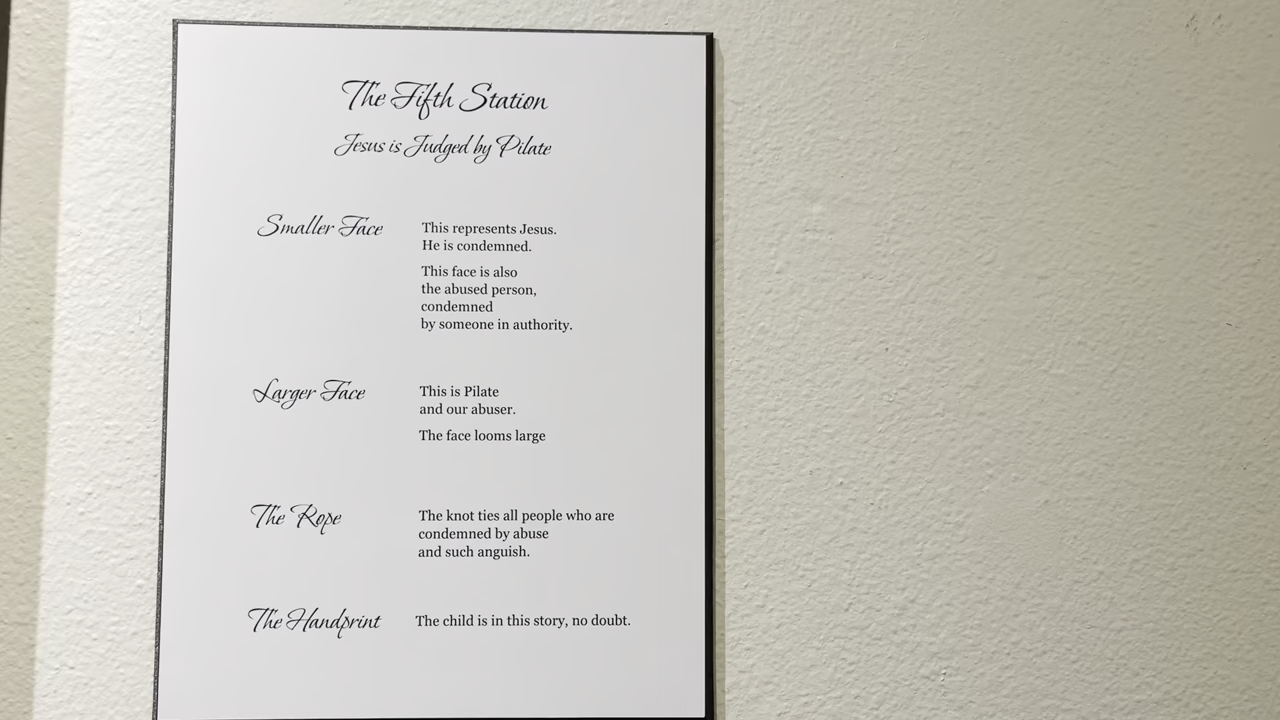 The Fifth Station
Jesus is Judged by Pilate
Smaller Face
This represents Jesus.
He is condemned.
This face is also
the abused person,
condemned
by someone in authority.
Larger Face
This is Pilate
and our abuser.
The face looms large
The Rope
The knot ties all people who are
condemned by abuse
and such anguish.
The Handprint
The child is in this story, no doubt.